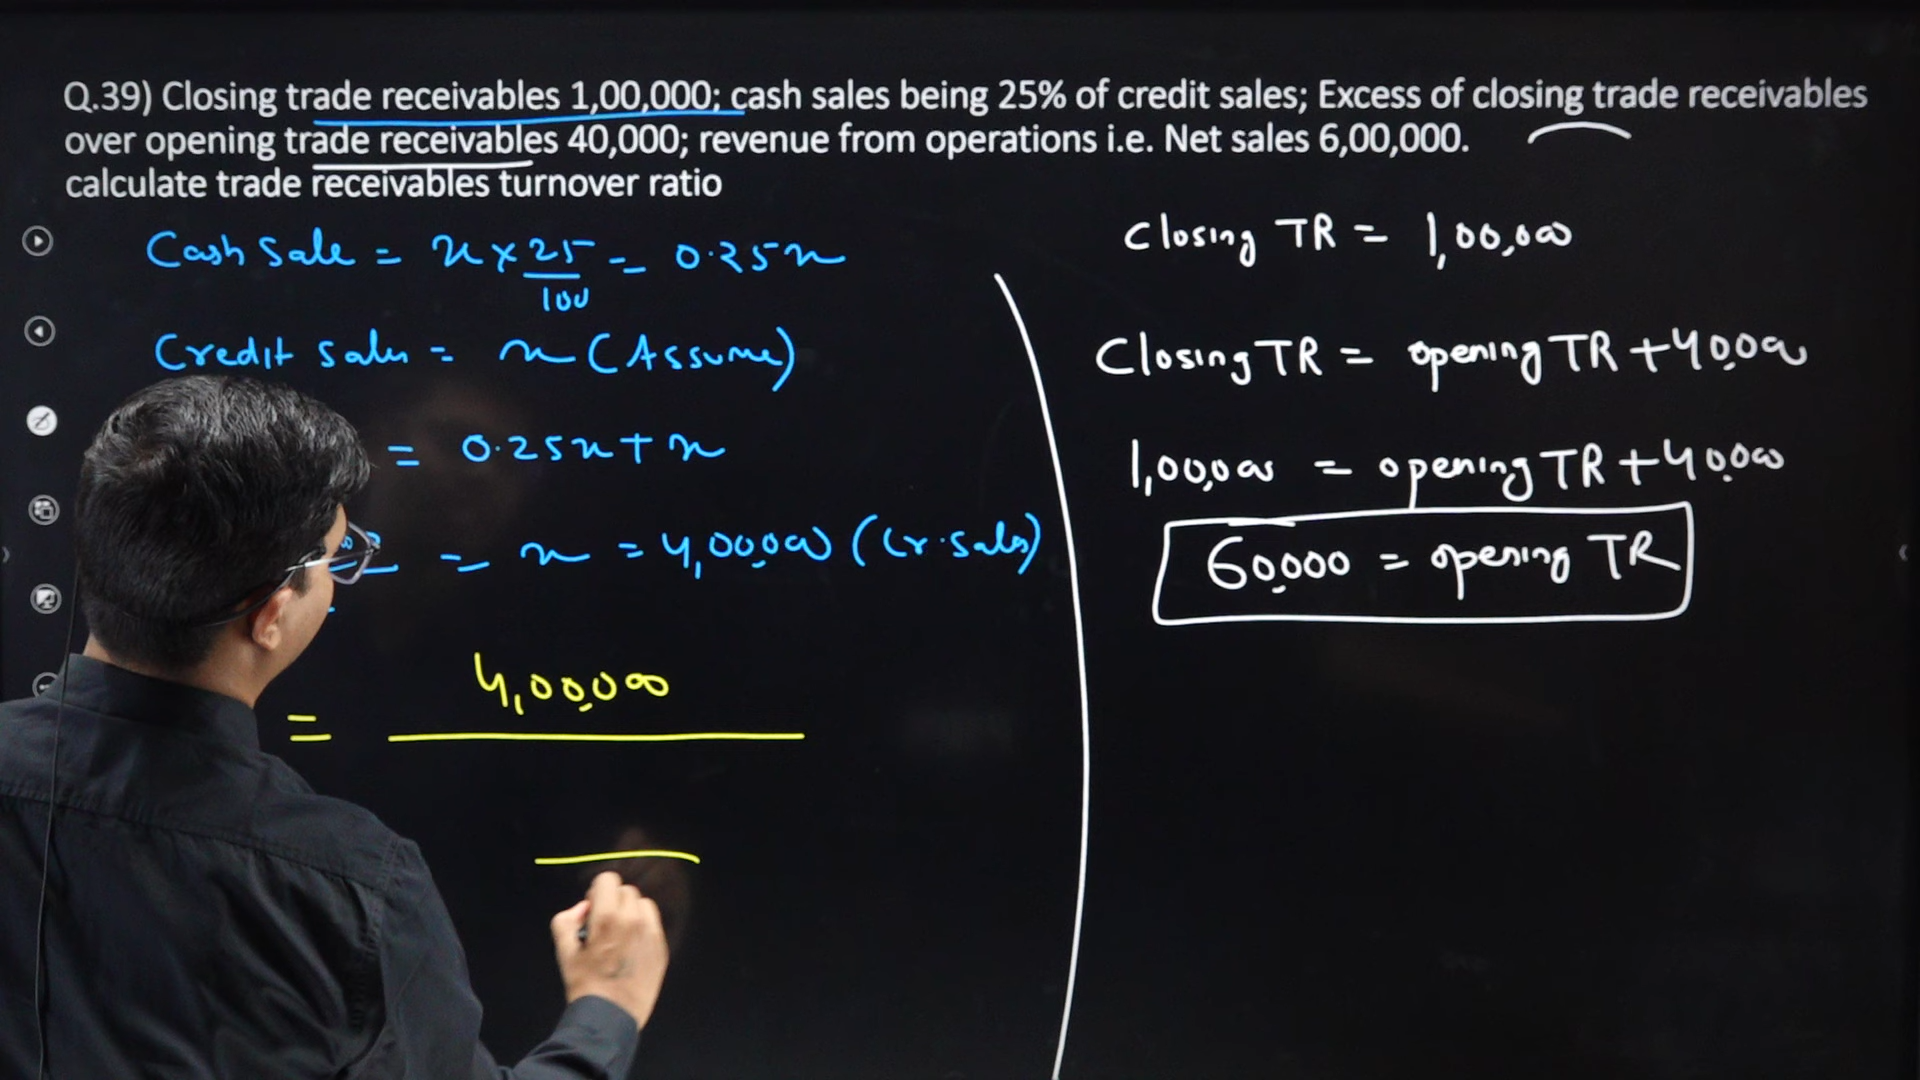 Q.39) Closing trade receivables 1,00,000; cash sales being 25% of credit sales; Excess of closing trade receivables
over opening trade receivables 40,000; revenue from operations i.e. Net sales 6,00,000.
calculate trade receivables turnover ratio
Cash Sale = x × 25/100 = 0.25x
Credit sales = x (Assume)
= 0.25x + x
= x = 4,00,000 (Cr. Sales)
= 4,00,000
Closing TR = 1,00,000
Closing TR = opening TR + 40,000
1,00,000 = opening TR + 40,000
60,000 = opening TR